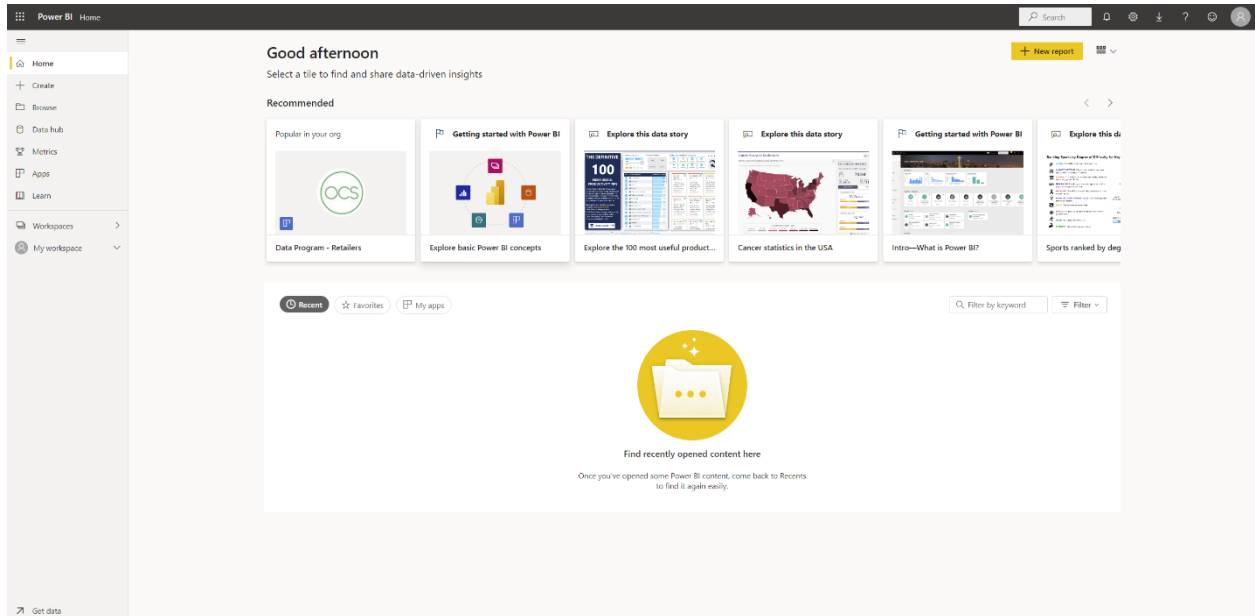 Power BI Home
Search
Home
Create
Browse
Data hub
Metrics
Apps
Learn
Workspaces
My workspace
Get data
Good afternoon
New report
Select a tile to find and share data-driven insights
Recommended
Popular in your org
OCS
Data Program - Retailers
Getting started with Power BI
Explore basic Power BI concepts
Explore this data story
THE DEFINITIVE
100
Explore the 100 most useful product...
Explore this data story
Cancer statistics in the USA
Getting started with Power BI
Intro—What is Power BI?
Explore this da
Sports ranked by deg
Recent
Favorites
My apps
Filter by keyword
Filter
Find recently opened content here
Once you've opened some Power BI content, come back to Recents
to find it again easily.